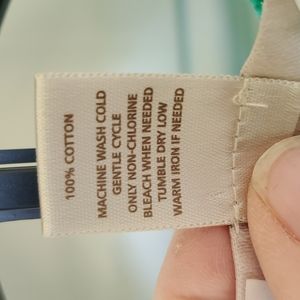 100% COTTON
MACHINE WASH COLD
GENTLE CYCLE
ONLY NON-CHLORINE
BLEACH WHEN NEEDED
TUMBLE DRY LOW
WARM IRON IF NEEDED